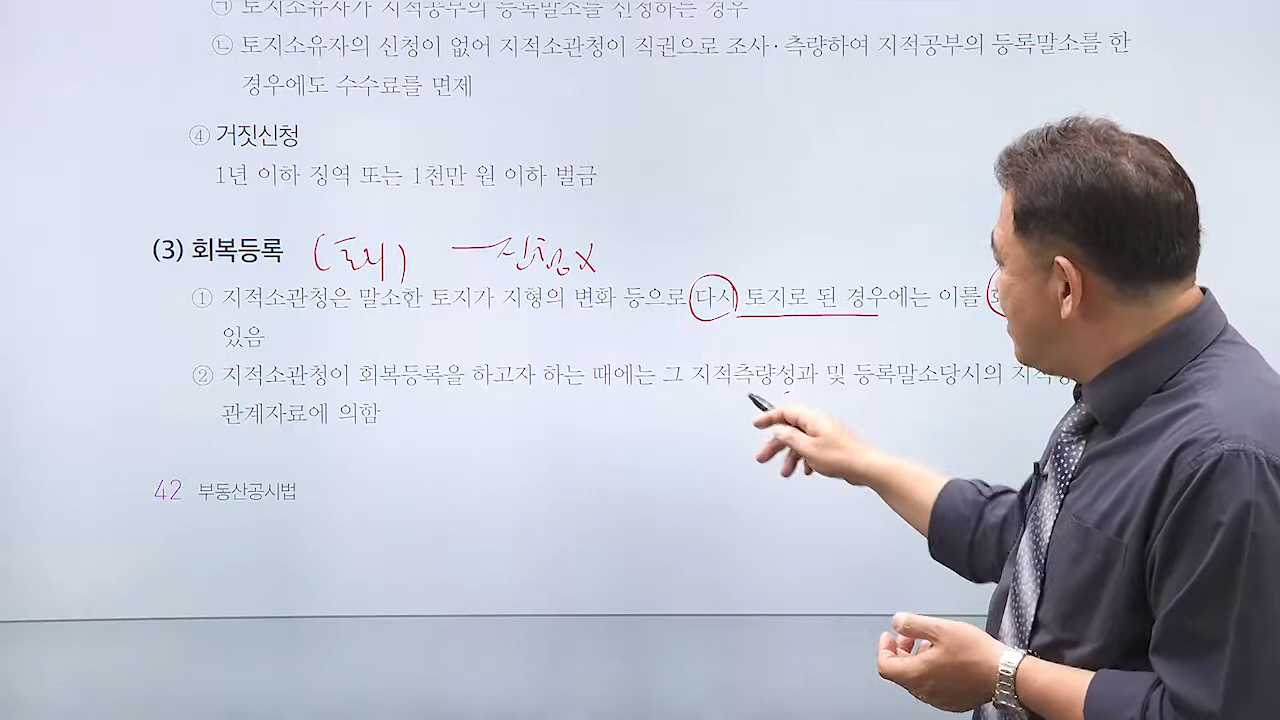 ㉠ 토지소유자가 지적공부의 등록말소를 신청하는 경우
㉡ 토지소유자의 신청이 없어 지적소관청이 직권으로 조사·측량하여 지적공부의 등록말소를 한
경우에도 수수료를 면제
④ 거짓신청
1년 이하 징역 또는 1천만 원 이하 벌금
(3) 회복등록 신청 X
① 지적소관청은 말소한 토지가 지형의 변화 등으로 다시 토지로 된 경우에는 이를
있음
② 지적소관청이 회복등록을 하고자 하는 때에는 그 지적측량성과 및 등록말소당시의
관계자료에 의함
42 부동산공시법